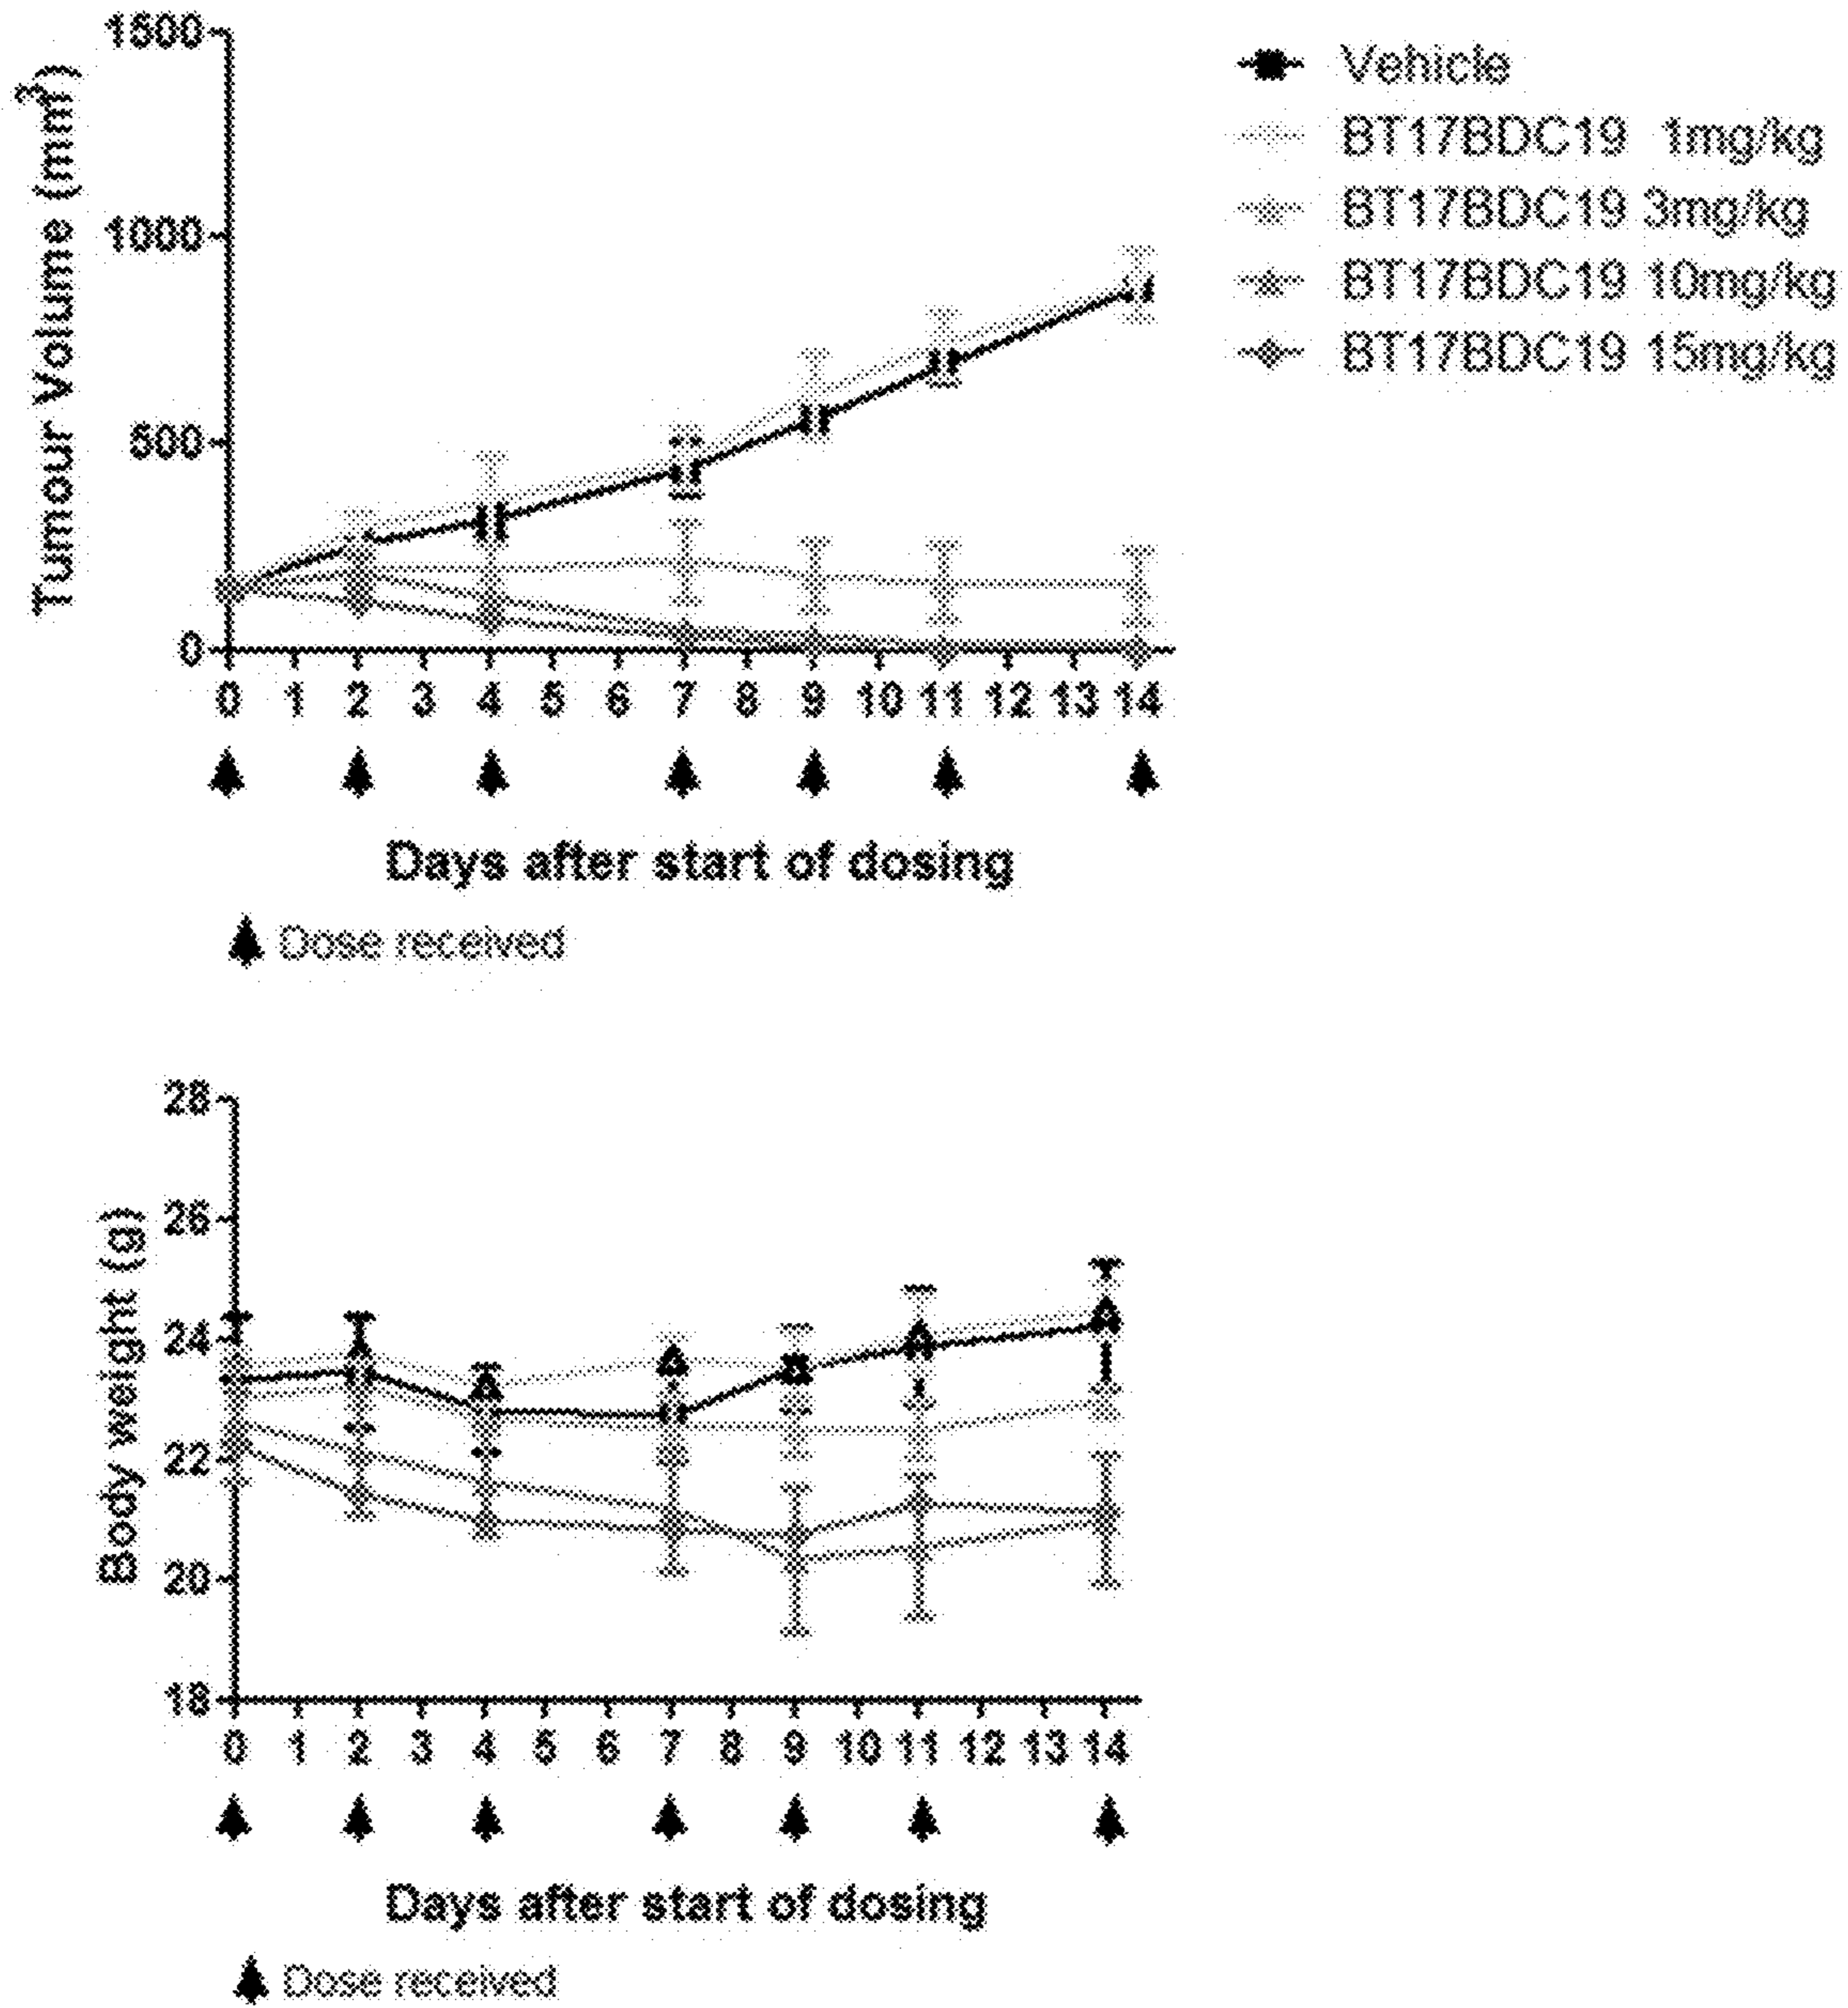 1500
1000
500
0
Tumour Volume (mm3)
Vehicle
BT17BDC19 1mg/kg
BT17BDC19 3mg/kg
BT17BDC19 10mg/kg
BT17BDC19 15mg/kg
0 1 2 3 4 5 6 7 8 9 10 11 12 13 14
Days after start of dosing
Dose received
28
26
24
22
20
18
Body weight (g)
0 1 2 3 4 5 6 7 8 9 10 11 12 13 14
Days after start of dosing
Dose received